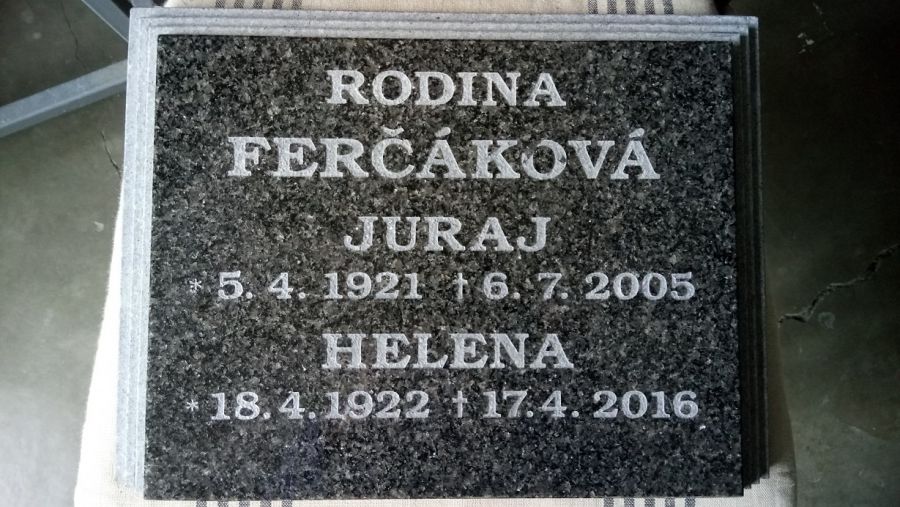 RODINA
FERČÁKOVÁ
JURAJ
* 5. 4. 1921 † 6. 7. 2005
HELENA
* 18. 4. 1922 † 17. 4. 2016